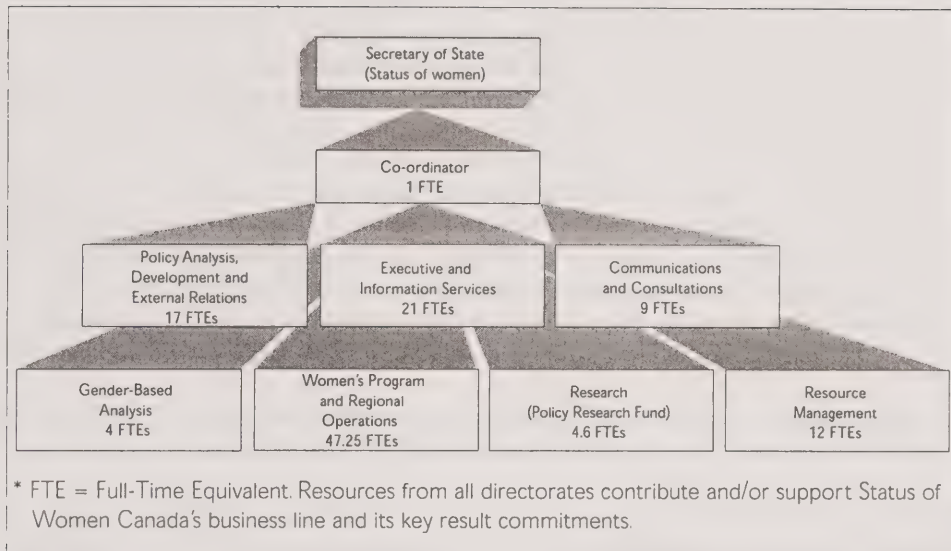 Secretary of State
(Status of women)
Co-ordinator
1 FTE
Policy Analysis,
Development and
External Relations
17 FTEs
Executive and
Information Services
21 FTEs
Communications
and Consultations
9 FTEs
Gender-Based
Analysis
4 FTEs
Women's Program
and Regional
Operations
47.25 FTEs
Research
(Policy Research Fund)
4.6 FTEs
Resource
Management
12 FTEs
* FTE = Full-Time Equivalent. Resources from all directorates contribute and/or support Status of
Women Canada's business line and its key result commitments.